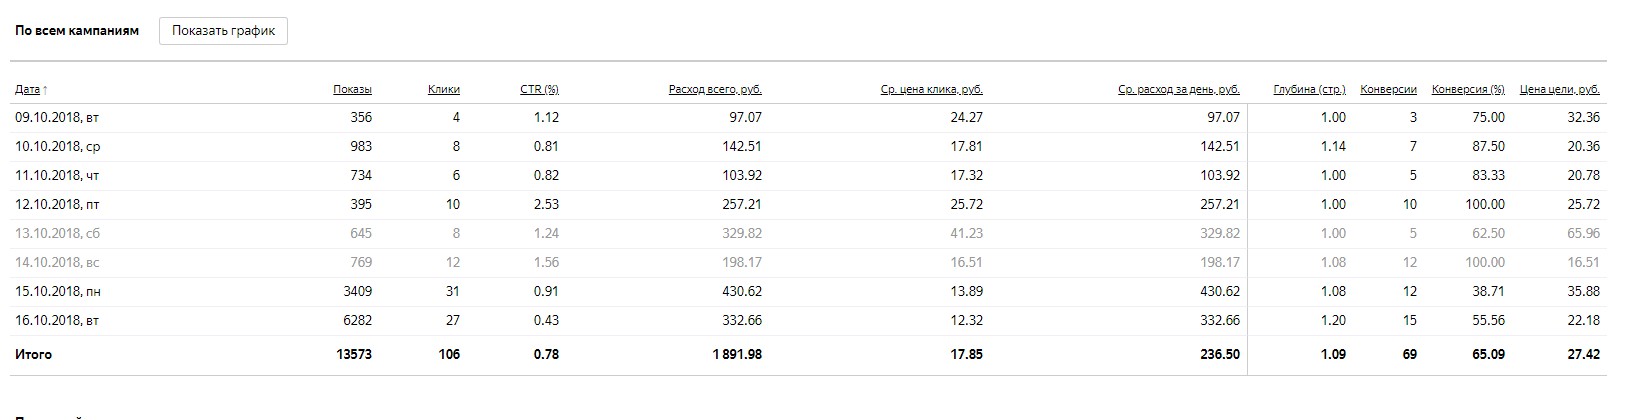 По всем кампаниям Показать график
Дата ↑ Показы Клики CTR (%) Расход всего, руб. Ср. цена клика, руб. Ср. расход за день, руб. Глубина (стр.) Конверсии Конверсия (%) Цена цели, руб.
09.10.2018, вт 356 4 1.12 97.07 24.27 97.07 1.00 3 75.00 32.36
10.10.2018, ср 983 8 0.81 142.51 17.81 142.51 1.14 7 87.50 20.36
11.10.2018, чт 734 6 0.82 103.92 17.32 103.92 1.00 5 83.33 20.78
12.10.2018, пт 395 10 2.53 257.21 25.72 257.21 1.00 10 100.00 25.72
13.10.2018, сб 645 8 1.24 329.82 41.23 329.82 1.00 5 62.50 65.96
14.10.2018, вс 769 12 1.56 198.17 16.51 198.17 1.08 12 100.00 16.51
15.10.2018, пн 3409 31 0.91 430.62 13.89 430.62 1.08 12 38.71 35.88
16.10.2018, вт 6282 27 0.43 332.66 12.32 332.66 1.20 15 55.56 22.18
Итого 13573 106 0.78 1 891.98 17.85 236.50 1.09 69 65.09 27.42